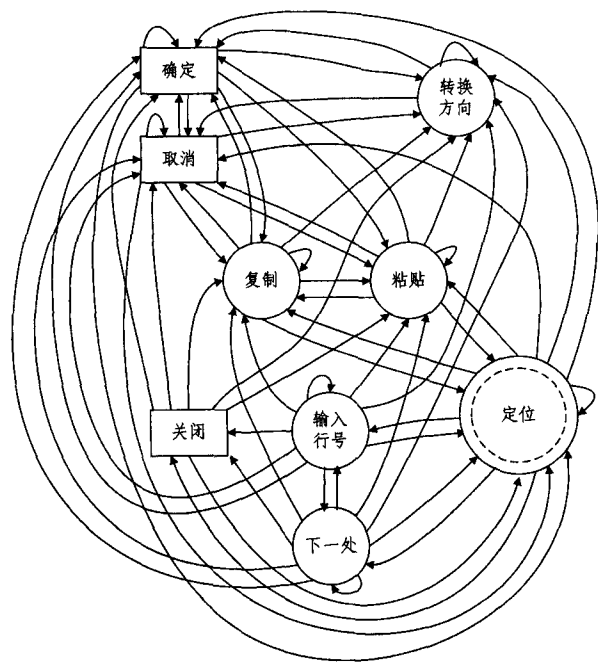 确定
转换
方向
取消
复制
粘贴
定位
关闭
输入
行号
下一处